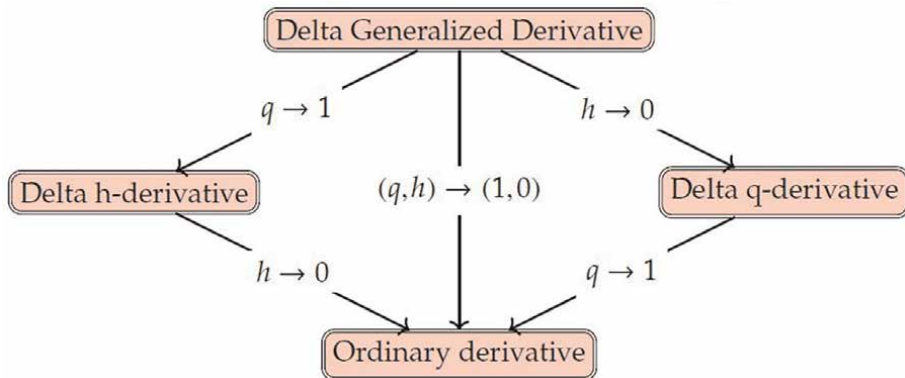 Delta Generalized Derivative
q → 1
h → 0
Delta h-derivative
(q,h) → (1,0)
Delta q-derivative
h → 0
q → 1
Ordinary derivative